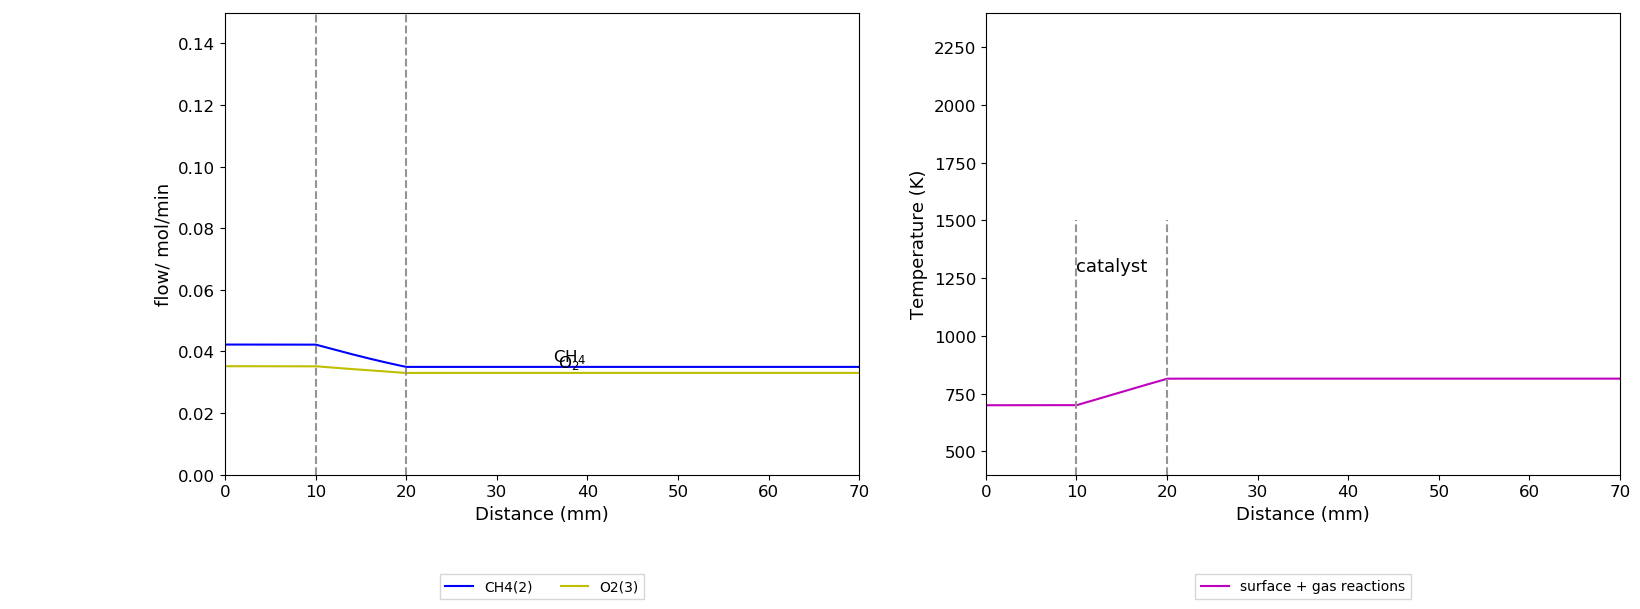 0.14
0.12
0.10
0.08
0.06
0.04
0.02
0.00
flow/ mol/min
CH4
O2
0 10 20 30 40 50 60 70
Distance (mm)
CH4(2) O2(3)
2250
2000
1750
1500
1250
1000
750
500
Temperature (K)
catalyst
0 10 20 30 40 50 60 70
Distance (mm)
surface + gas reactions